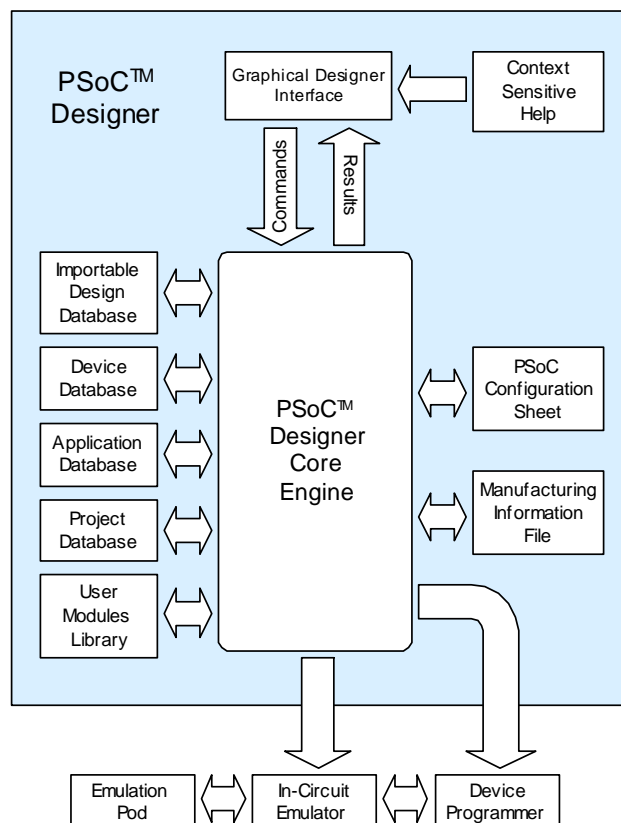 PSoC™
Designer
Graphical Designer
Interface
Context
Sensitive
Help
Commands
Results
Importable
Design
Database
Device
Database
Application
Database
Project
Database
User
Modules
Library
PSoC™
Designer
Core
Engine
PSoC
Configuration
Sheet
Manufacturing
Information
File
Emulation
Pod
In-Circuit
Emulator
Device
Programmer